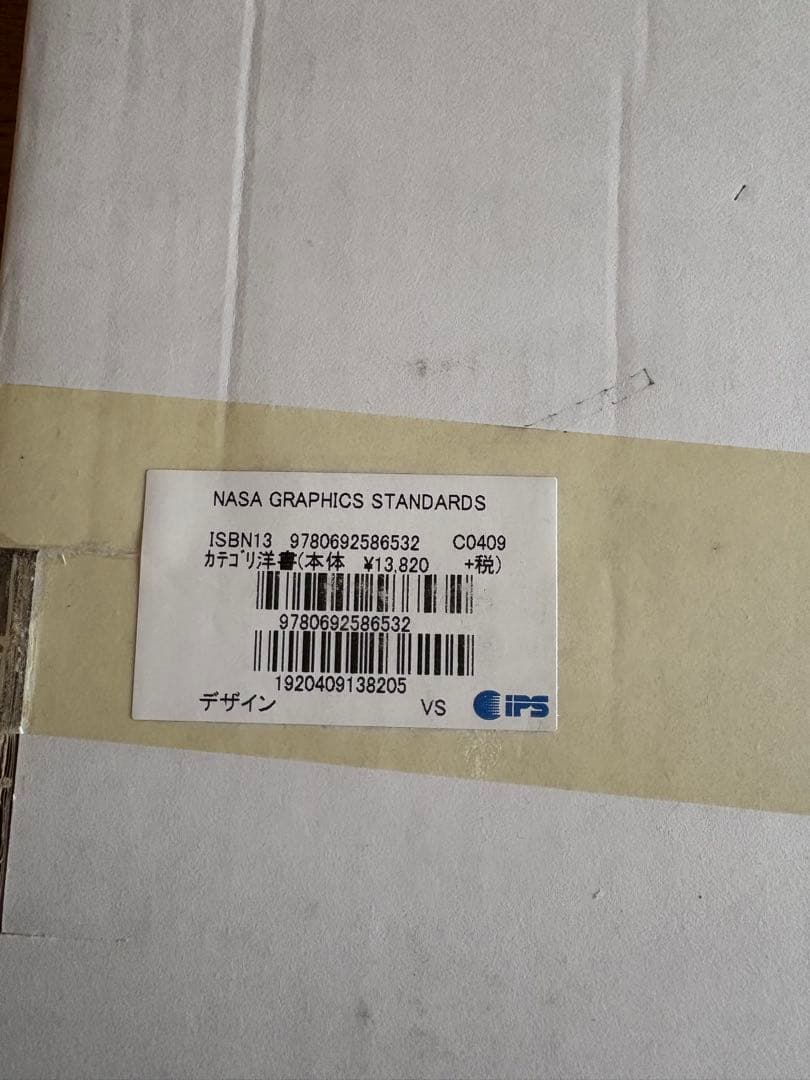 NASA GRAPHICS STANDARDS
ISBN13 9780692586532 C0409
ｶﾃｺﾞﾘ洋書(本体 ¥13,820 +税)
9780692586532
1920409138205
デザイン VS iPS